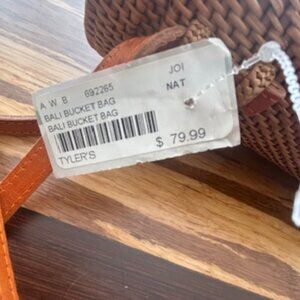 A W B 692265 JOI
BALI BUCKET BAG NAT
BALI BUCKET BAG
TYLER'S $ 79.99